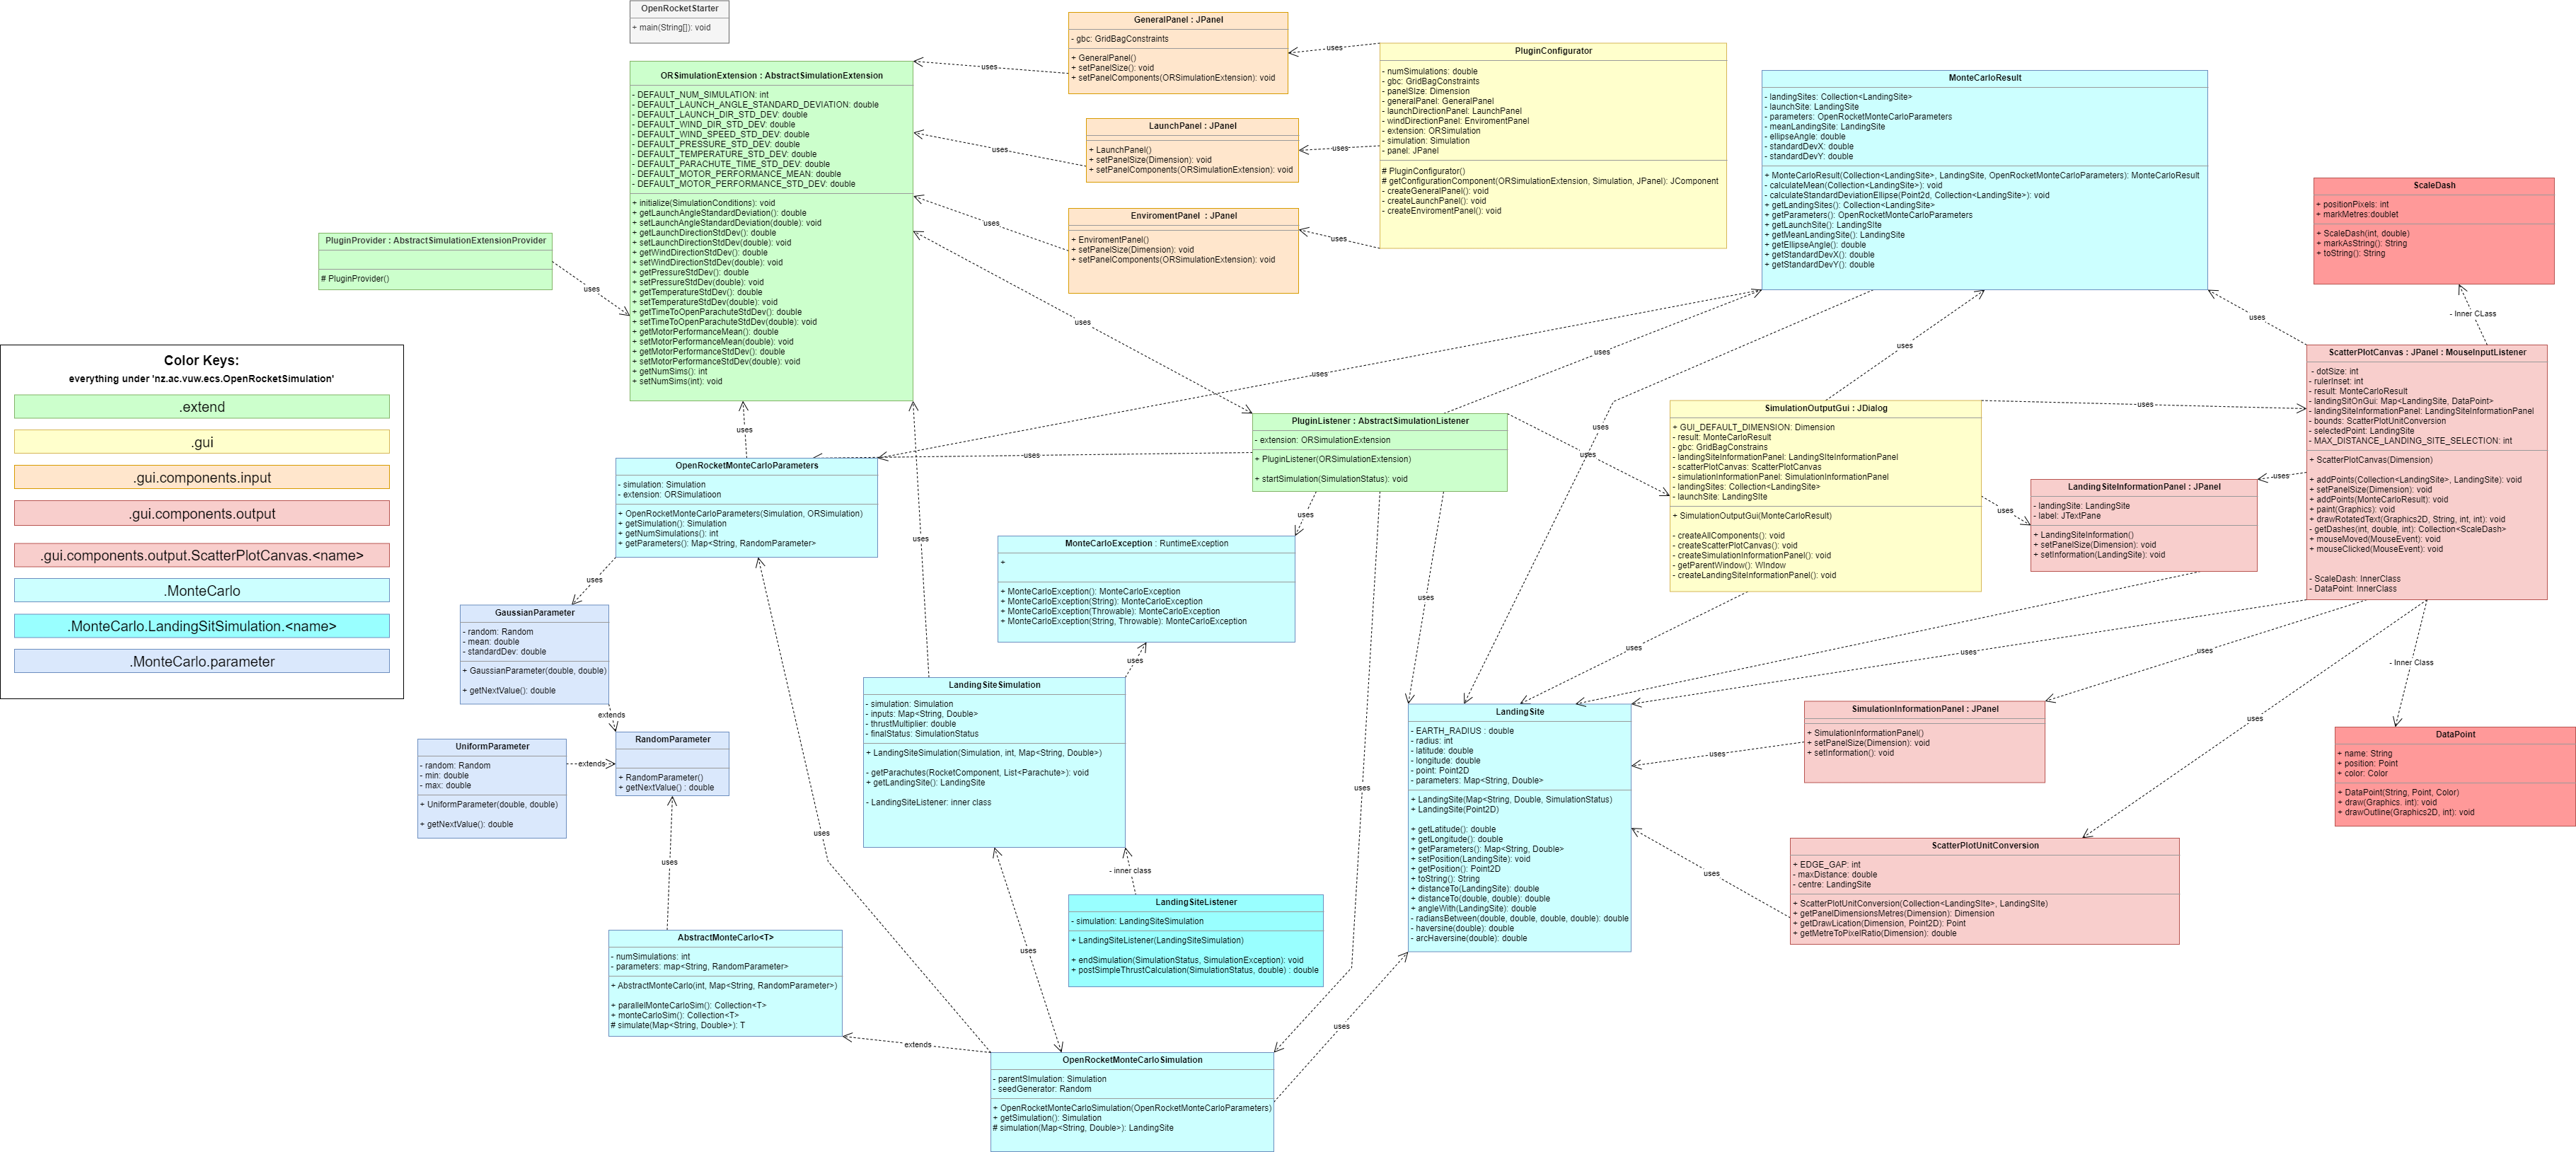 OpenRocketStarter
+ main(String[]): void
ORSimulationExtension : AbstractSimulationExtension
- DEFAULT_NUM_SIMULATION: int
- DEFAULT_LAUNCH_ANGLE_STANDARD_DEVIATION: double
- DEFAULT_LAUNCH_DIR_STD_DEV: double
- DEFAULT_WIND_DIR_STD_DEV: double
- DEFAULT_WIND_SPEED_STD_DEV: double
- DEFAULT_PRESSURE_STD_DEV: double
- DEFAULT_TEMPERATURE_STD_DEV: double
- DEFAULT_PARACHUTE_TIME_STD_DEV: double
- DEFAULT_MOTOR_PERFORMANCE_MEAN: double
- DEFAULT_MOTOR_PERFORMANCE_STD_DEV: double
+ initialize(SimulationConditions): void
+ getLaunchAngleStandardDeviation(): double
+ setLaunchAngleStandardDeviation(double): void
+ getLaunchDirectionStdDev(): double
+ setLaunchDirectionStdDev(double): void
+ getWindDirectionStdDev(): double
+ setWindDirectionStdDev(double): void
+ getPressureStdDev(): double
+ setPressureStdDev(double): void
+ getTemperatureStdDev(): double
+ setTemperatureStdDev(double): void
+ getTimeToOpenParachuteStdDev(): double
+ setTimeToOpenParachuteStdDev(double): void
+ getMotorPerformanceMean(): double
+ setMotorPerformanceMean(double): void
+ getMotorPerformanceStdDev(): double
+ setMotorPerformanceStdDev(double): void
+ getNumSims(): int
+ setNumSims(int): void
GeneralPanel : JPanel
- gbc: GridBagConstraints
+ GeneralPanel()
+ setPanelSize(): void
+ setPanelComponents(ORSimulationExtension): void
LaunchPanel : JPanel
+ LaunchPanel()
+ setPanelSize(Dimension): void
+ setPanelComponents(ORSimulationExtension): void
EnviromentPanel : JPanel
+ EnviromentPanel()
+ setPanelSize(Dimension): void
+ setPanelComponents(ORSimulationExtension): void
PluginConfigurator
- numSimulations: double
- gbc: GridBagConstraints
- panelSIze: Dimension
- generalPanel: GeneralPanel
- launchDirectionPanel: LaunchPanel
- windDirectionPanel: EnviromentPanel
- extension: ORSimulation
- simulation: Simulation
- panel: JPanel
# PluginConfigurator()
# getConfigurationComponent(ORSimulationExtension, Simulation, JPanel): JComponent
- createGeneralPanel(): void
- createLaunchPanel(): void
- createEnviromentPanel(): void
MonteCarloResult
- landingSites: Collection<LandingSite>
- launchSite: LandingSite
- parameters: OpenRocketMonteCarloParameters
- meanLandingSite: LandingSite
- ellipseAngle: double
- standardDevX: double
- standardDevY: double
+ MonteCarloResult(Collection<LandingSite>, LandingSite, OpenRocketMonteCarloParameters): MonteCarloResult
- calculateMean(Collection<LandingSite>): void
- calculateStandardDeviationEllipse(Point2d, Collection<LandingSite>): void
+ getLandingSites(): Collection<LandingSite>
+ getParameters(): OpenRocketMonteCarloParameters
+ getLaunchSite(): LandingSIte
+ getMeanLandingSite(): LandingSite
+ getEllipseAngle(): double
+ getStandardDevX(): double
+ getStandardDevY(): double
ScaleDash
+ positionPixels: int
+ markMetres:doublet
+ ScaleDash(int, double)
+ markAsString(): String
+ toString(): String
PluginProvider : AbstractSimulationExtensionProvider
# PluginProvider()
uses
uses
uses
uses
uses
uses
uses
uses
uses
uses
uses
uses
uses
- Inner CLass
Color Keys:
everything under 'nz.ac.vuw.ecs.OpenRocketSimulation'
.extend
.gui
.gui.components.input
.gui.components.output
.gui.components.output.ScatterPlotCanvas.<name>
.MonteCarlo
.MonteCarlo.LandingSitSimulation.<name>
.MonteCarlo.parameter
PluginListener : AbstractSimulationListener
- extension: ORSimulationExtension
+ PluginListener(ORSimulationExtension)
+ startSimulation(SimulationStatus): void
SimulationOutputGui : JDialog
+ GUI_DEFAULT_DIMENSION: Dimension
- result: MonteCarloResult
- gbc: GridBagConstrains
- landingSiteInformationPanel: LandingSIteInformationPanel
- scatterPlotCanvas: ScatterPlotCanvas
- simulationInformationPanel: SimulationInformationPanel
- landingSites: Collection<LandingSite>
- launchSite: LandingSIte
+ SimulationOutputGui(MonteCarloResult)
- createAllComponents(): void
- createScatterPlotCanvas(): void
- createSimulationInformationPanel(): void
- getParentWindow(): WIndow
- createLandingSiteInformationPanel(): void
ScatterPlotCanvas : JPanel : MouseInputListener
- dotSize: int
- rulerInset: int
- result: MonteCarloResult
- landingSitOnGui: Map<LandingSite, DataPoint>
- landingSiteInformationPanel: LandingSiteInformationPanel
- bounds: ScatterPlotUnitConversion
- selectedPoint: LandingSite
- MAX_DISTANCE_LANDING_SITE_SELECTION: int
+ ScatterPlotCanvas(Dimension)
+ addPoints(Collection<LandingSite>, LandingSite): void
+ setPanelSize(Dimension): void
+ addPoints(MonteCarloResult): void
+ paint(Graphics): void
+ drawRotatedText(Graphics2D, String, int, int): void
- getDashes(int, double, int): Collection<ScaleDash>
+ mouseMoved(MouseEvent): void
+ mouseClicked(MouseEvent): void
- ScaleDash: InnerClass
- DataPoint: InnerClass
LandingSiteInformationPanel : JPanel
- landingSite: LandingSite
- label: JTextPane
+ LandingSiteInformation()
+ setPanelSize(Dimension): void
+ setInformation(LandingSite): void
OpenRocketMonteCarloParameters
- simulation: Simulation
- extension: ORSimulatioon
+ OpenRocketMonteCarloParameters(Simulation, ORSimulation)
+ getSimulation(): Simulation
+ getNumSimulations(): int
+ getParameters(): Map<String, RandomParameter>
MonteCarloException : RuntimeException
+
+ MonteCarloException(): MonteCarloException
+ MonteCarloException(String): MonteCarloException
+ MonteCarloException(Throwable): MonteCarloException
+ MonteCarloException(String, Throwable): MonteCarloException
uses
uses
uses
uses
uses
uses
uses
uses
uses
GaussianParameter
- random: Random
- mean: double
- standardDev: double
+ GaussianParameter(double, double)
+ getNextValue(): double
extends
UniformParameter
- random: Random
- min: double
- max: double
+ UniformParameter(double, double)
+ getNextValue(): double
extends
RandomParameter
+ RandomParameter()
+ getNextValue() : double
LandingSiteSimulation
- simulation: Simulation
- inputs: Map<String, Double>
- thrustMultiplier: double
- finalStatus: SimulationStatus
+ LandingSiteSimulation(Simulation, int, Map<String, Double>)
- getParachutes(RocketComponent, List<Parachute>): void
+ getLandingSite(): LandingSite
- LandingSiteListener: inner class
LandingSite
- EARTH_RADIUS : double
- radius: int
- latitude: double
- longitude: double
- point: Point2D
- parameters: Map<String, Double>
+ LandingSite(Map<String, Double, SimulationStatus)
+ LandingSite(Point2D)
+ getLatitude(): double
+ getLongitude(): double
+ getParameters(): Map<String, Double>
+ setPosition(LandingSite): void
+ getPosition(): Point2D
+ toString(): String
+ distanceTo(LandingSite): double
+ distanceTo(double, double): double
+ angleWith(LandingSite): double
- radiansBetween(double, double, double, double): double
- haversine(double): double
- arcHaversine(double): double
SimulationInformationPanel : JPanel
+ SimulationInformationPanel()
+ setPanelSize(Dimension): void
+ setInformation(): void
- Inner Class
DataPoint
+ name: String
+ position: Point
+ color: Color
+ DataPoint(String, Point, Color)
+ draw(Graphics. int): void
+ drawOutline(Graphics2D, int): void
uses
uses
uses
uses
uses
uses
uses
uses
uses
ScatterPlotUnitConversion
+ EDGE_GAP: int
- maxDistance: double
- centre: LandingSite
+ ScatterPlotUnitConversion(Collection<LandingSIte>, LandingSIte)
+ getPanelDimensionsMetres(Dimension): Dimension
+ getDrawLication(Dimension, Point2D): Point
+ getMetreToPixelRatio(Dimension): double
- inner class
LandingSiteListener
- simulation: LandingSiteSimulation
+ LandingSiteListener(LandingSiteSimulation)
+ endSimulation(SimulationStatus, SimulationException): void
+ postSimpleThrustCalculation(SimulationStatus, double) : double
AbstractMonteCarlo<T>
- numSimulations: int
- parameters: map<String, RandomParameter>
+ AbstractMonteCarlo(int, Map<String, RandomParameter>)
+ parallelMonteCarloSim(): Collection<T>
+ monteCarloSim(): Collection<T>
# simulate(Map<String, Double>): T
uses
uses
extends
OpenRocketMonteCarloSimulation
- parentSImulation: Simulation
- seedGenerator: Random
+ OpenRocketMonteCarloSimulation(OpenRocketMonteCarloParameters)
+ getSimulation(): Simulation
# simulation(Map<String, Double>): LandingSite